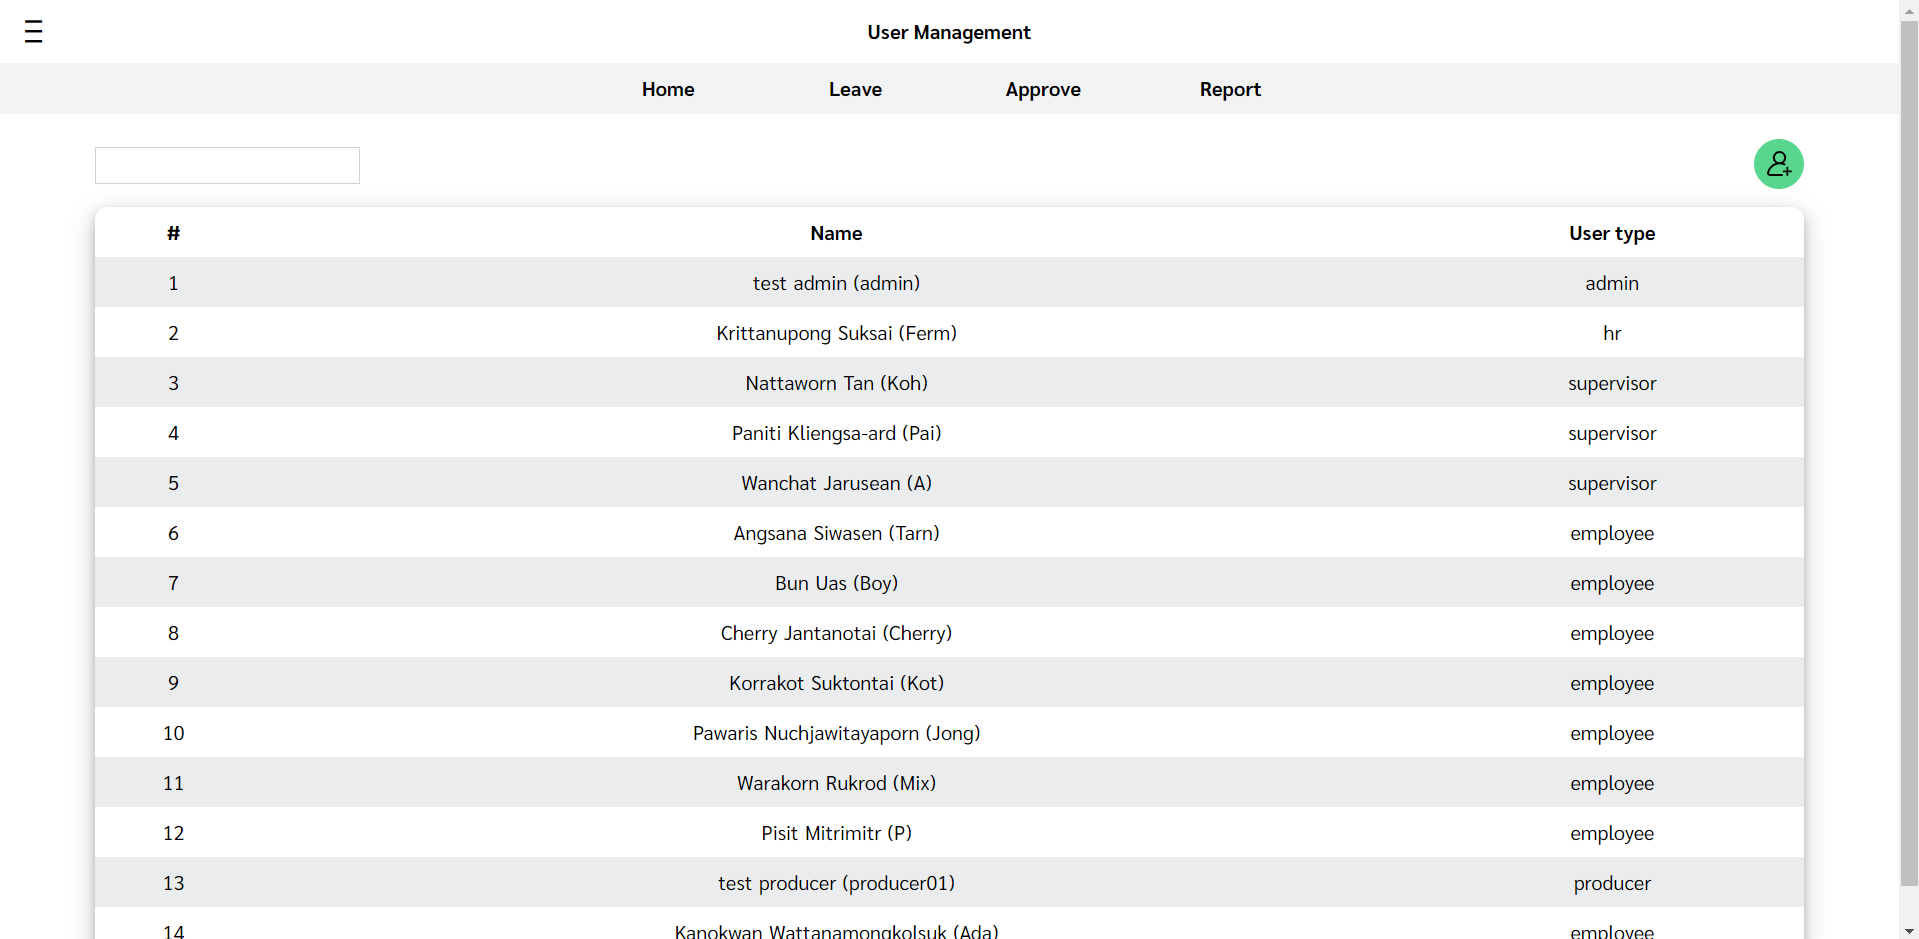 User Management
Home Leave Approve Report
# Name User type
1 test admin (admin) admin
2 Krittanupong Suksai (Ferm) hr
3 Nattaworn Tan (Koh) supervisor
4 Paniti Kliengsa-ard (Pai) supervisor
5 Wanchat Jarusean (A) supervisor
6 Angsana Siwasen (Tarn) employee
7 Bun Uas (Boy) employee
8 Cherry Jantanotai (Cherry) employee
9 Korrakot Suktontai (Kot) employee
10 Pawaris Nuchjawitayaporn (Jong) employee
11 Warakorn Rukrod (Mix) employee
12 Pisit Mitrimitr (P) employee
13 test producer (producer01) producer
14 Kanokwan Wattanamongkolsuk (Ada) employee